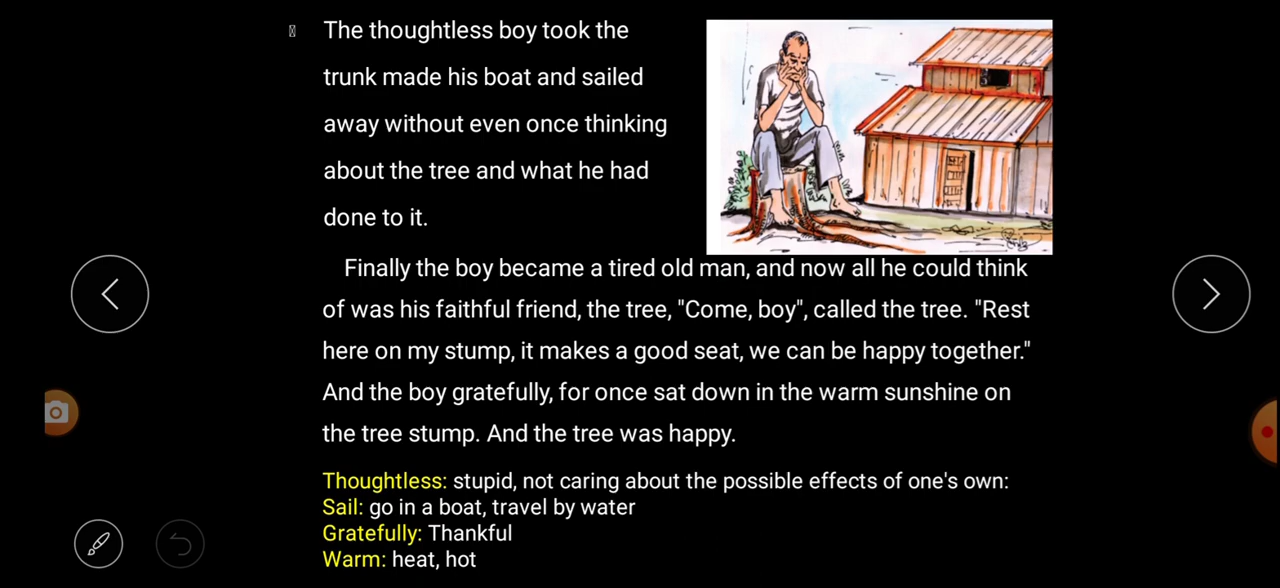 The thoughtless boy took the
trunk made his boat and sailed
away without even once thinking
about the tree and what he had
done to it.
Finally the boy became a tired old man, and now all he could think
of was his faithful friend, the tree, "Come, boy", called the tree. "Rest
here on my stump, it makes a good seat, we can be happy together."
And the boy gratefully, for once sat down in the warm sunshine on
the tree stump. And the tree was happy.
Thoughtless: stupid, not caring about the possible effects of one's own:
Sail: go in a boat, travel by water
Gratefully: Thankful
Warm: heat, hot